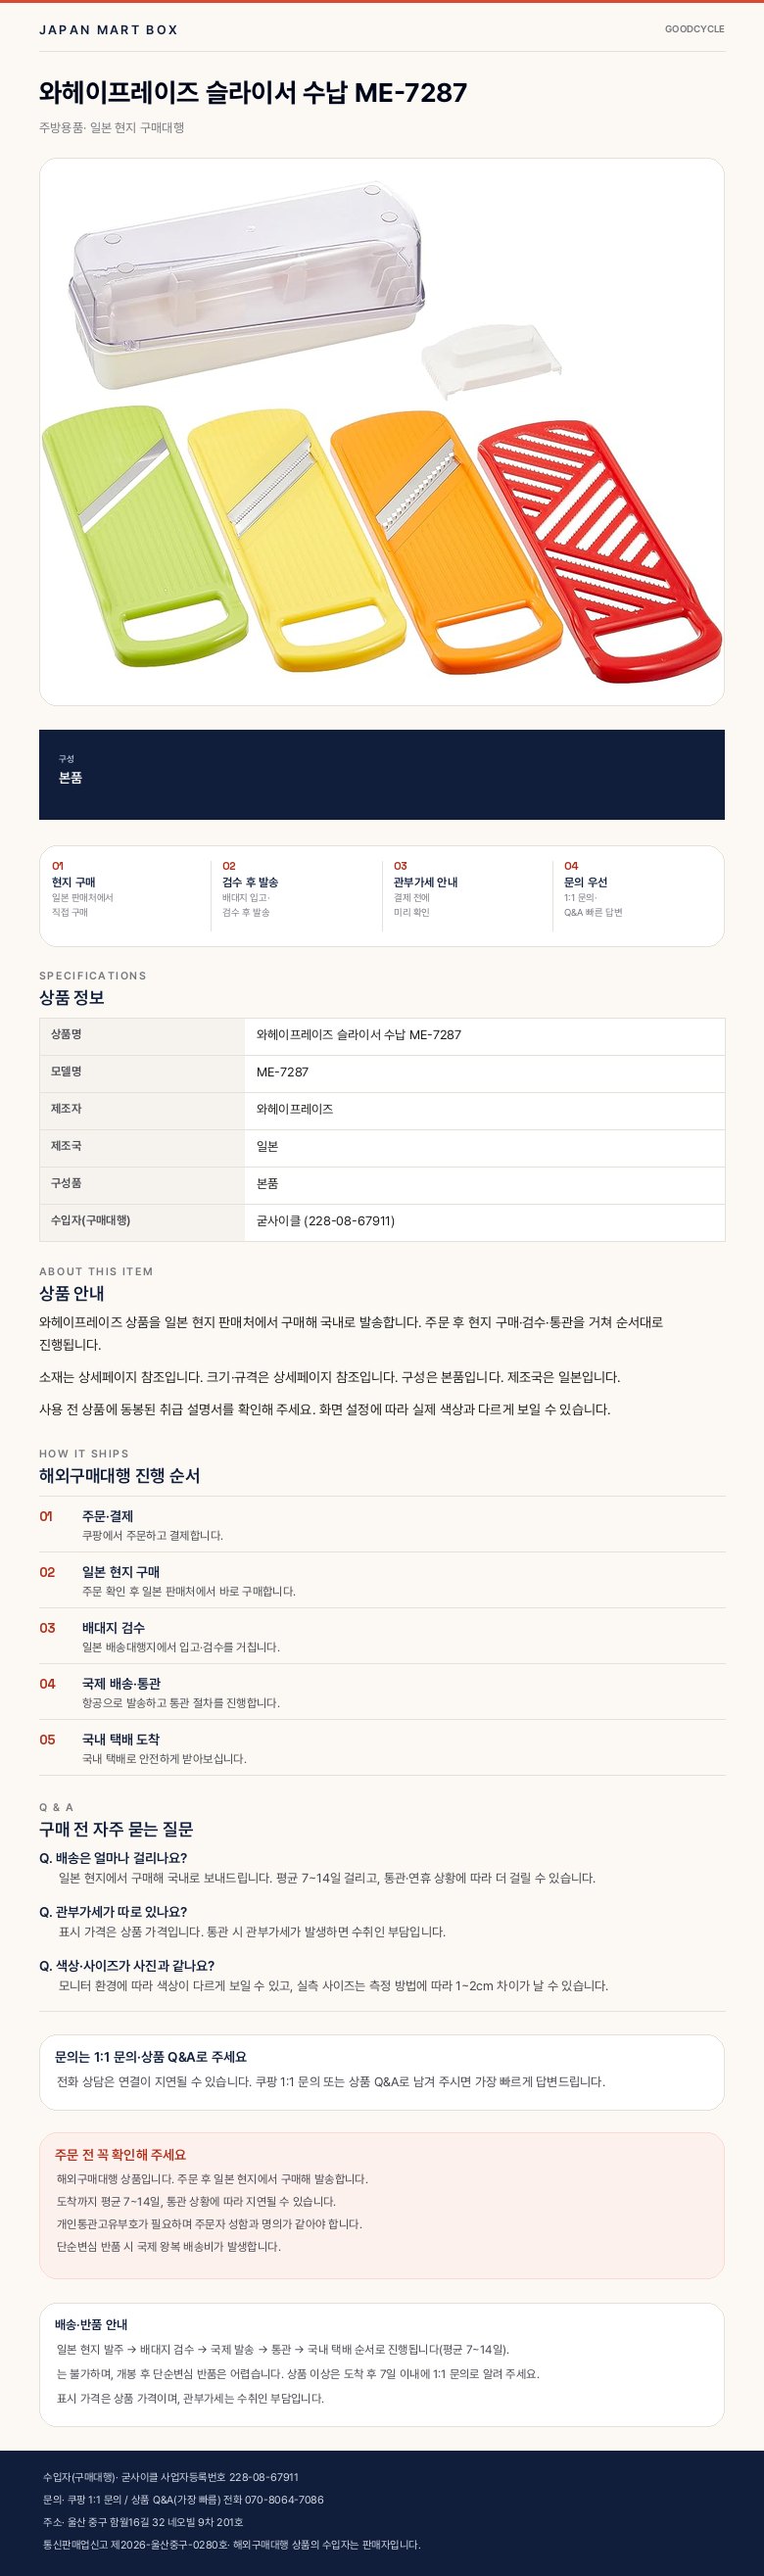 JAPAN MART BOX
GOODCYCLE
와헤이프레이즈 슬라이서 수납 ME-7287
주방용품· 일본 현지 구매대행
구성
본품
01
현지 구매
일본 판매처에서
직접 구매
02
검수 후 발송
배대지 입고·
검수 후 발송
03
관부가세 안내
결제 전에
미리 확인
04
문의 우선
1:1 문의·
Q&A 빠른 답변
SPECIFICATIONS
상품 정보
상품명 와헤이프레이즈 슬라이서 수납 ME-7287
모델명 ME-7287
제조자 와헤이프레이즈
제조국 일본
구성품 본품
수입자(구매대행) 굳사이클 (228-08-67911)
ABOUT THIS ITEM
상품 안내
와헤이프레이즈 상품을 일본 현지 판매처에서 구매해 국내로 발송합니다. 주문 후 현지 구매·검수·통관을 거쳐 순서대로
진행됩니다.
소재는 상세페이지 참조입니다. 크기·규격은 상세페이지 참조입니다. 구성은 본품입니다. 제조국은 일본입니다.
사용 전 상품에 동봉된 취급 설명서를 확인해 주세요. 화면 설정에 따라 실제 색상과 다르게 보일 수 있습니다.
HOW IT SHIPS
해외구매대행 진행 순서
01 주문·결제
쿠팡에서 주문하고 결제합니다.
02 일본 현지 구매
주문 확인 후 일본 판매처에서 바로 구매합니다.
03 배대지 검수
일본 배송대행지에서 입고·검수를 거칩니다.
04 국제 배송·통관
항공으로 발송하고 통관 절차를 진행합니다.
05 국내 택배 도착
국내 택배로 안전하게 받아보십니다.
Q & A
구매 전 자주 묻는 질문
Q. 배송은 얼마나 걸리나요?
일본 현지에서 구매해 국내로 보내드립니다. 평균 7~14일 걸리고, 통관·연휴 상황에 따라 더 걸릴 수 있습니다.
Q. 관부가세가 따로 있나요?
표시 가격은 상품 가격입니다. 통관 시 관부가세가 발생하면 수취인 부담입니다.
Q. 색상·사이즈가 사진과 같나요?
모니터 환경에 따라 색상이 다르게 보일 수 있고, 실측 사이즈는 측정 방법에 따라 1~2cm 차이가 날 수 있습니다.
문의는 1:1 문의·상품 Q&A로 주세요
전화 상담은 연결이 지연될 수 있습니다. 쿠팡 1:1 문의 또는 상품 Q&A로 남겨 주시면 가장 빠르게 답변드립니다.
주문 전 꼭 확인해 주세요
해외구매대행 상품입니다. 주문 후 일본 현지에서 구매해 발송합니다.
도착까지 평균 7~14일, 통관 상황에 따라 지연될 수 있습니다.
개인통관고유부호가 필요하며 주문자 성함과 명의가 같아야 합니다.
단순변심 반품 시 국제 왕복 배송비가 발생합니다.
배송·반품 안내
일본 현지 발주 → 배대지 검수 → 국제 발송 → 통관 → 국내 택배 순서로 진행됩니다(평균 7~14일).
는 불가하며, 개봉 후 단순변심 반품은 어렵습니다. 상품 이상은 도착 후 7일 이내에 1:1 문의로 알려 주세요.
표시 가격은 상품 가격이며, 관부가세는 수취인 부담입니다.
수입자(구매대행)· 굳사이클 사업자등록번호 228-08-67911
문의· 쿠팡 1:1 문의 / 상품 Q&A(가장 빠름) 전화 070-8064-7086
주소· 울산 중구 함월16길 32 네오빌 9차 201호
통신판매업신고 제2026-울산중구-0280호· 해외구매대행 상품의 수입자는 판매자입니다.